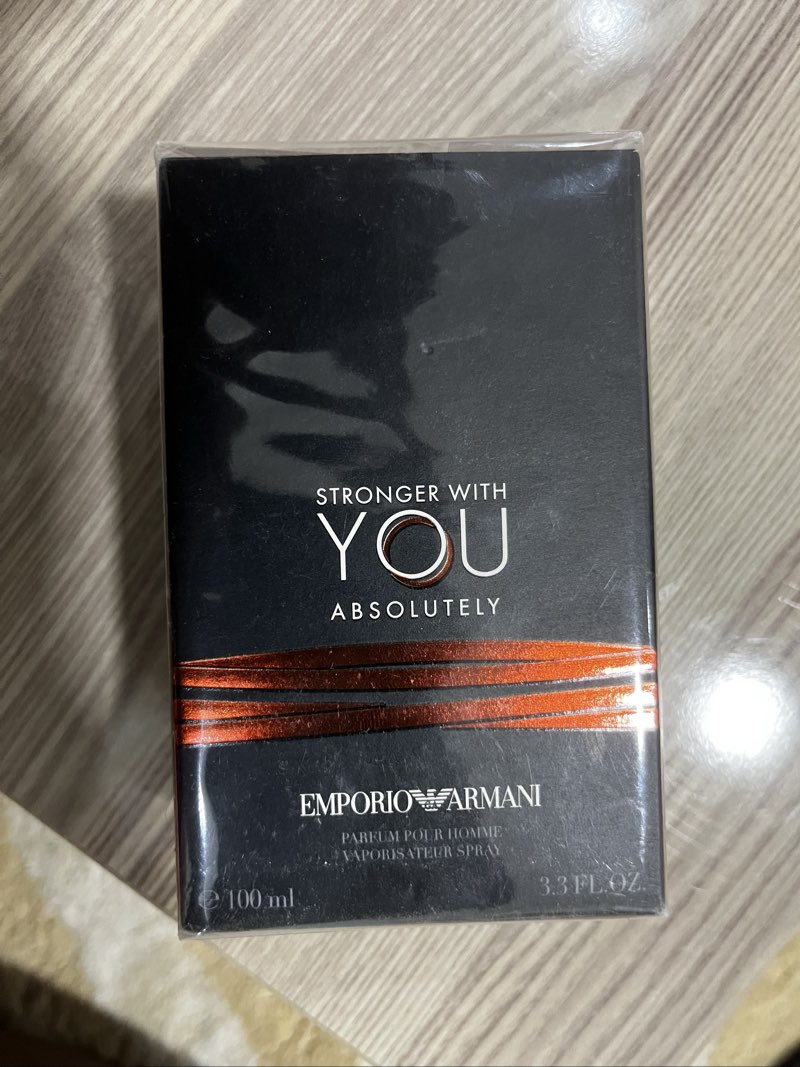 STRONGER WITH
YOU
ABSOLUTELY
EMPORIO ARMANI
PARFUM POUR HOMME
VAPORISATEUR SPRAY
℮ 100 ml
3.3 FL.OZ.